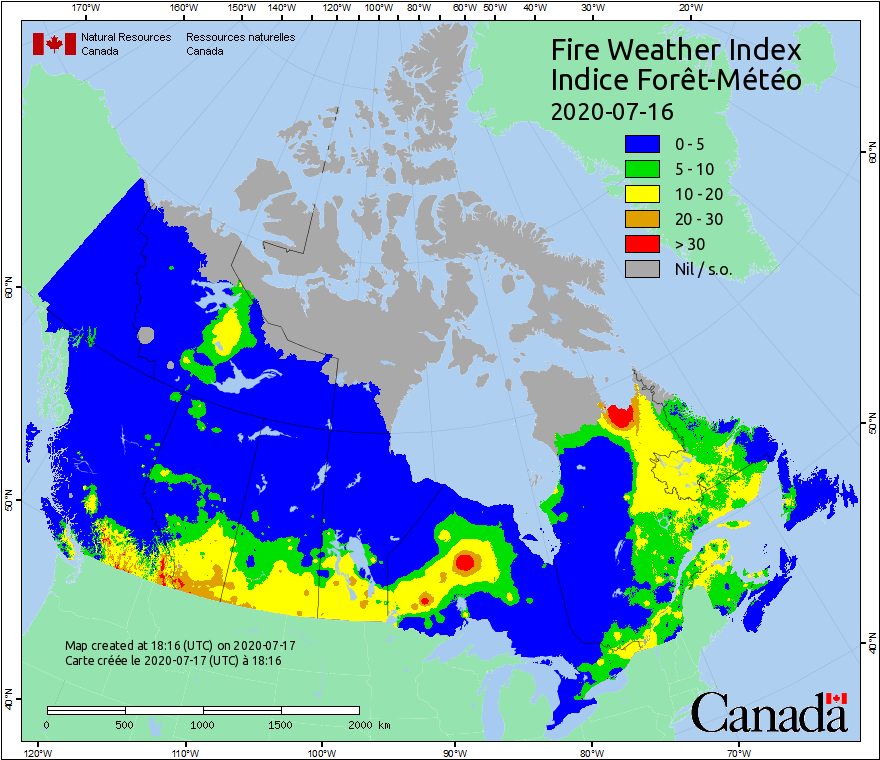 170°W 160°W 150°W 140°W 130°W 120°W 110°W 100°W 90°W 80°W 60°W 50°W 40°W 30°W 20°W
Natural Resources Ressources naturelles
Canada Canada
Fire Weather Index
Indice Forêt-Météo
2020-07-16
0 - 5
5 - 10
10 - 20
20 - 30
> 30
Nil / s.o.
60°N 60°N
50°N 50°N
40°N 40°N
Map created at 18:16 (UTC) on 2020-07-17
Carte créée le 2020-07-17 (UTC) à 18:16
0 500 1000 1500 2000 km
Canada
120°W 110°W 100°W 90°W 80°W 70°W